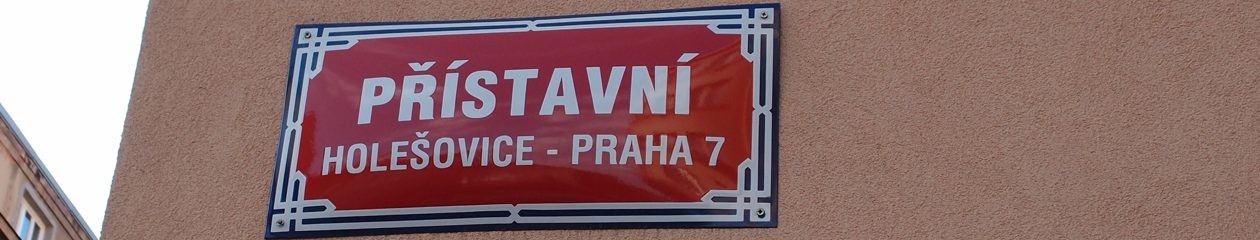 PŘÍSTAVNÍ
HOLEŠOVICE - PRAHA 7